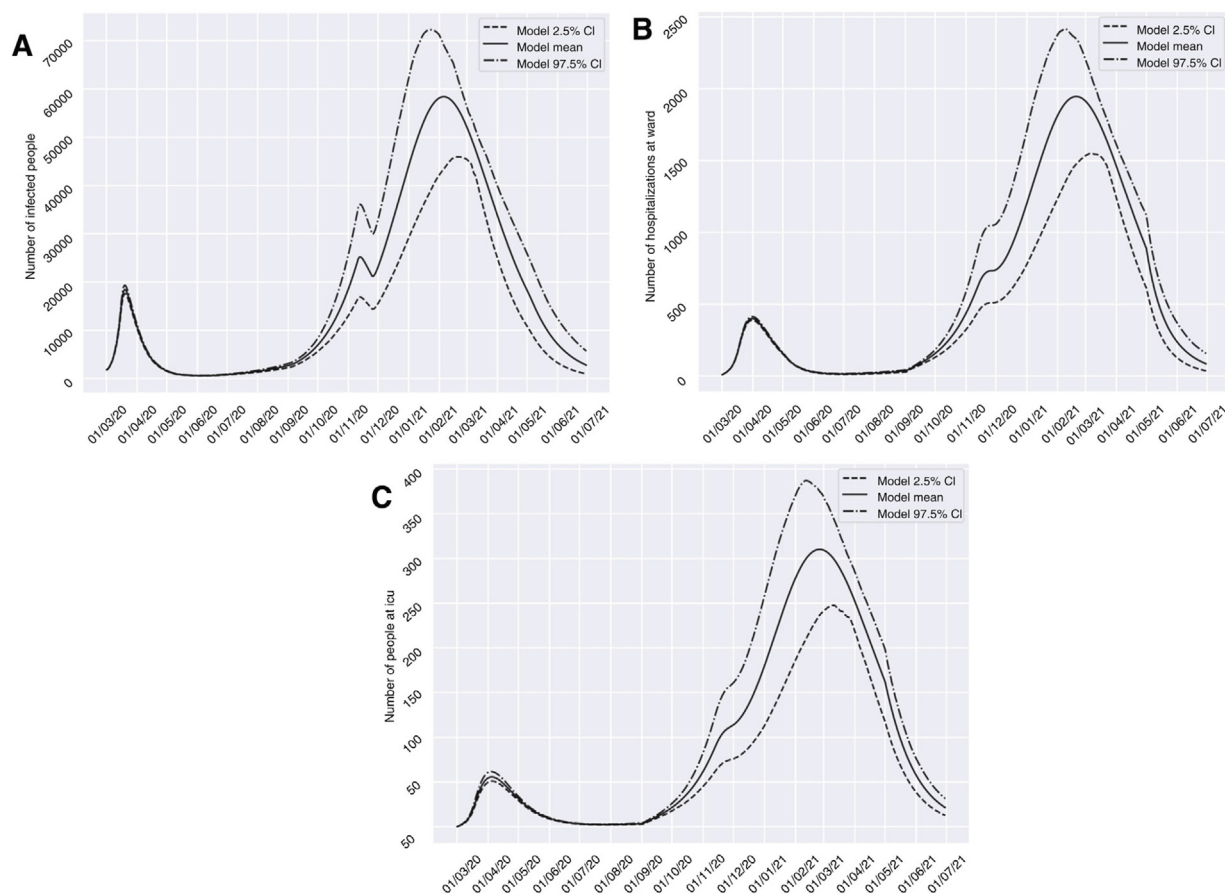 A
Model 2.5% CI
Model mean
Model 97.5% CI
Number of infected people
70000
60000
50000
40000
30000
20000
10000
0
01/03/20 01/04/20 01/05/20 01/06/20 01/07/20 01/08/20 01/09/20 01/10/20 01/11/20 01/12/20 01/01/21 01/02/21 01/03/21 01/04/21 01/05/21 01/06/21 01/07/21
B
Model 2.5% CI
Model mean
Model 97.5% CI
Number of hospitalizations at ward
2500
2000
1500
1000
500
0
01/03/20 01/04/20 01/05/20 01/06/20 01/07/20 01/08/20 01/09/20 01/10/20 01/11/20 01/12/20 01/01/21 01/02/21 01/03/21 01/04/21 01/05/21 01/06/21 01/07/21
C
Model 2.5% CI
Model mean
Model 97.5% CI
Number of people at icu
400
350
300
250
200
150
100
50
50
01/03/20 01/04/20 01/05/20 01/06/20 01/07/20 01/08/20 01/09/20 01/10/20 01/11/20 01/12/20 01/01/21 01/02/21 01/03/21 01/04/21 01/05/21 01/06/21 01/07/21